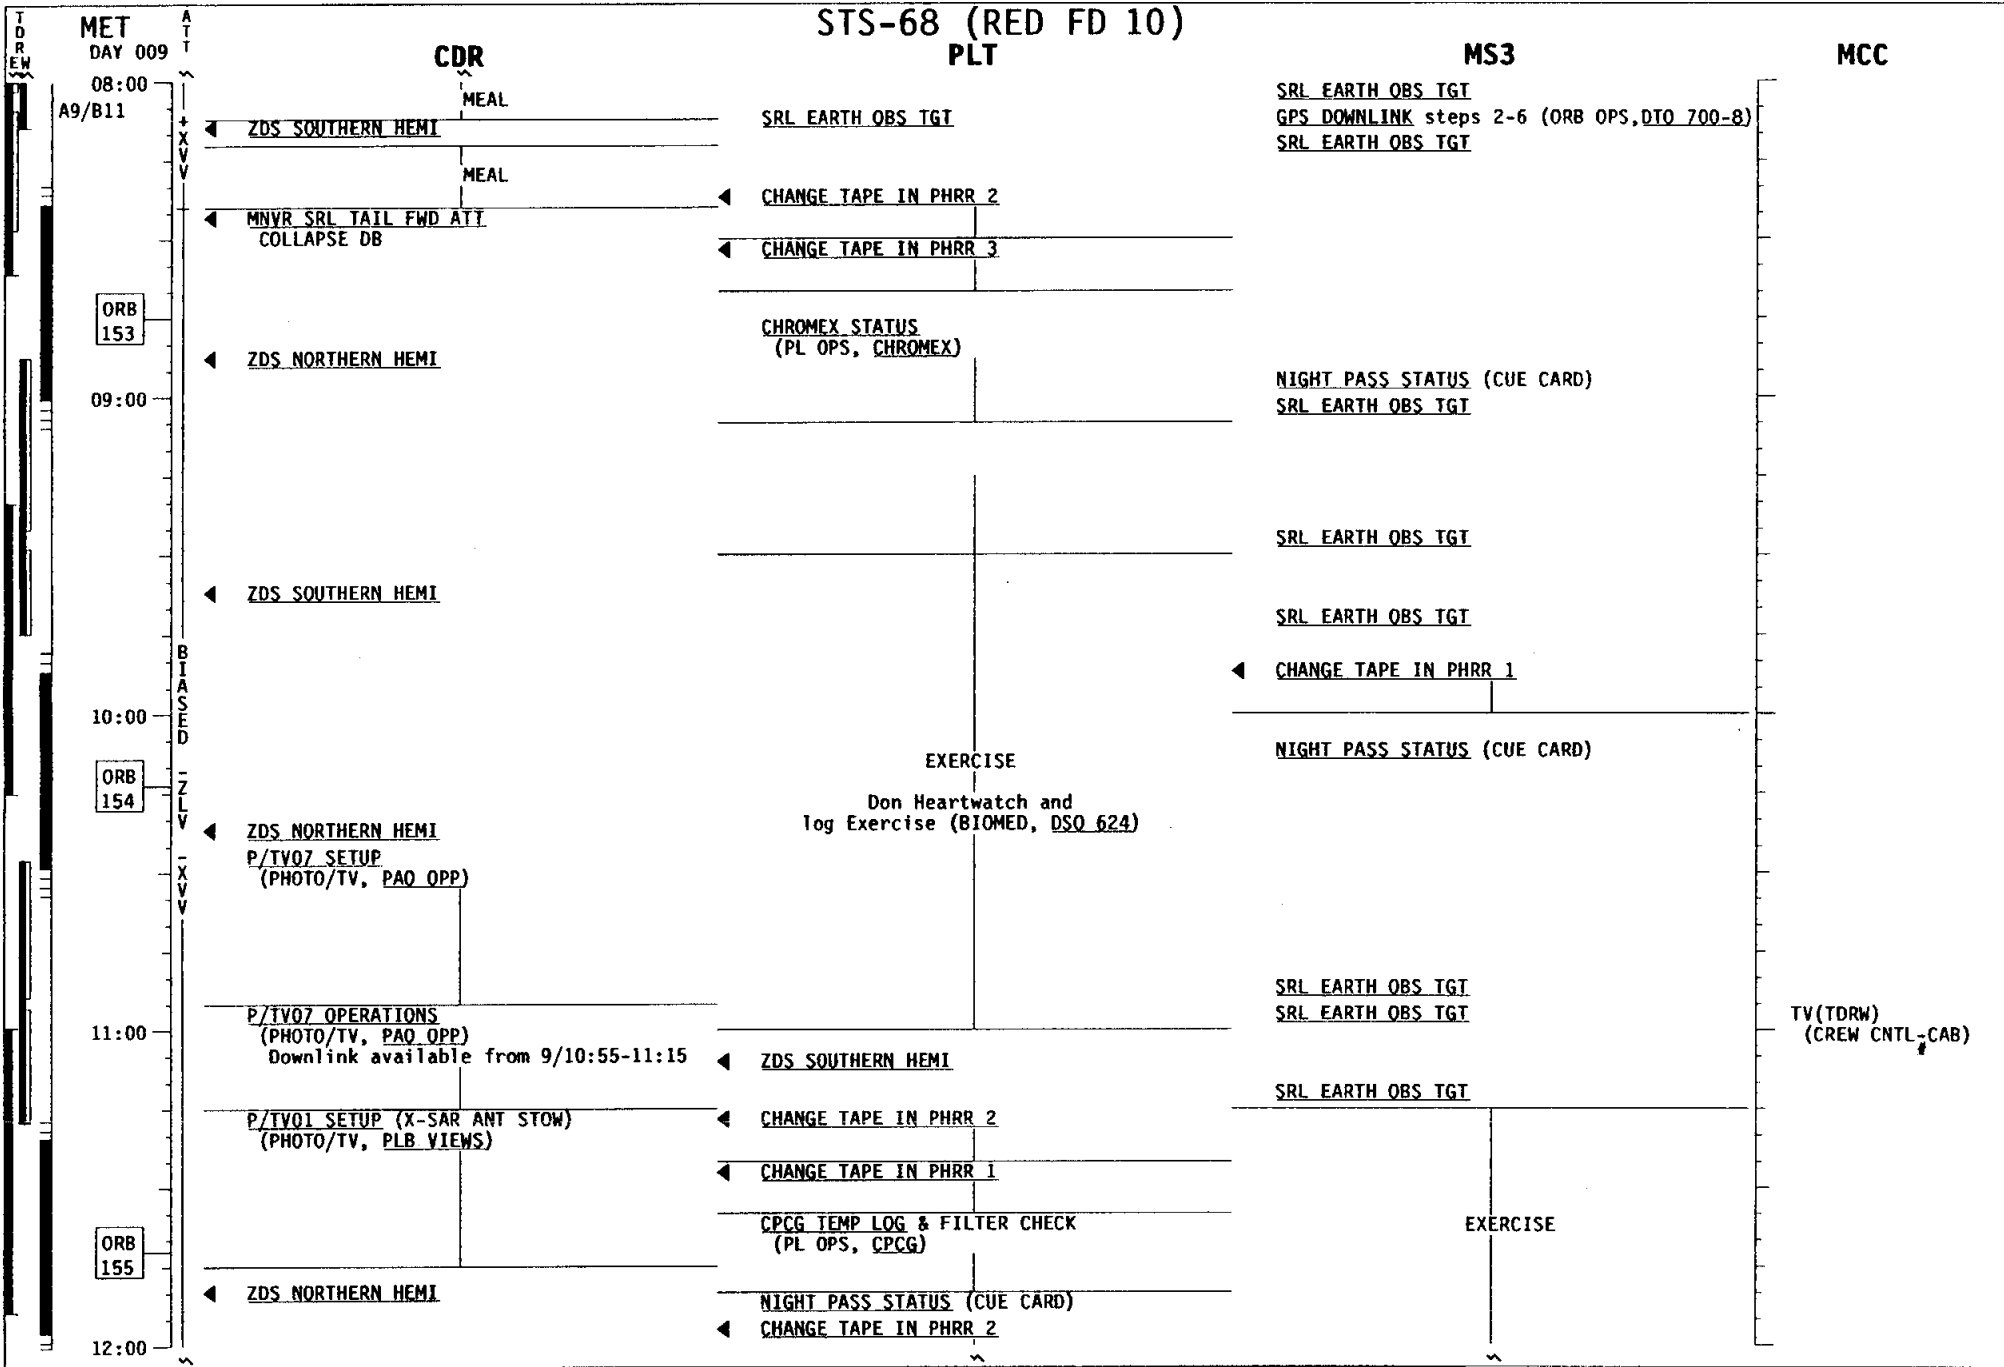 STS-68 (RED FD 10)
TDRE W
MET
DAY 009
ATT
CDR
PLT
MS3
MCC
08:00
A9/B11
09:00
10:00
11:00
12:00
ORB
153
ORB
154
ORB
155
+XVV
BIASED -ZLV -XVV
MEAL
ZDS SOUTHERN HEMI
MEAL
MNVR SRL TAIL FWD ATT
COLLAPSE DB
ZDS NORTHERN HEMI
ZDS SOUTHERN HEMI
ZDS NORTHERN HEMI
P/TV07 SETUP
(PHOTO/TV, PAO OPP)
P/TV07 OPERATIONS
(PHOTO/TV, PAO OPP)
Downlink available from 9/10:55-11:15
P/TV01 SETUP (X-SAR ANT STOW)
(PHOTO/TV, PLB VIEWS)
ZDS NORTHERN HEMI
SRL EARTH OBS TGT
CHANGE TAPE IN PHRR 2
CHANGE TAPE IN PHRR 3
CHROMEX STATUS
(PL OPS, CHROMEX)
EXERCISE
Don Heartwatch and
log Exercise (BIOMED, DSO 624)
ZDS SOUTHERN HEMI
CHANGE TAPE IN PHRR 2
CHANGE TAPE IN PHRR 1
CPCG TEMP LOG & FILTER CHECK
(PL OPS, CPCG)
NIGHT PASS STATUS (CUE CARD)
CHANGE TAPE IN PHRR 2
SRL EARTH OBS TGT
GPS DOWNLINK steps 2-6 (ORB OPS,DTO 700-8)
SRL EARTH OBS TGT
NIGHT PASS STATUS (CUE CARD)
SRL EARTH OBS TGT
SRL EARTH OBS TGT
SRL EARTH OBS TGT
CHANGE TAPE IN PHRR 1
NIGHT PASS STATUS (CUE CARD)
SRL EARTH OBS TGT
SRL EARTH OBS TGT
SRL EARTH OBS TGT
EXERCISE
TV(TDRW)
(CREW CNTL-CAB)